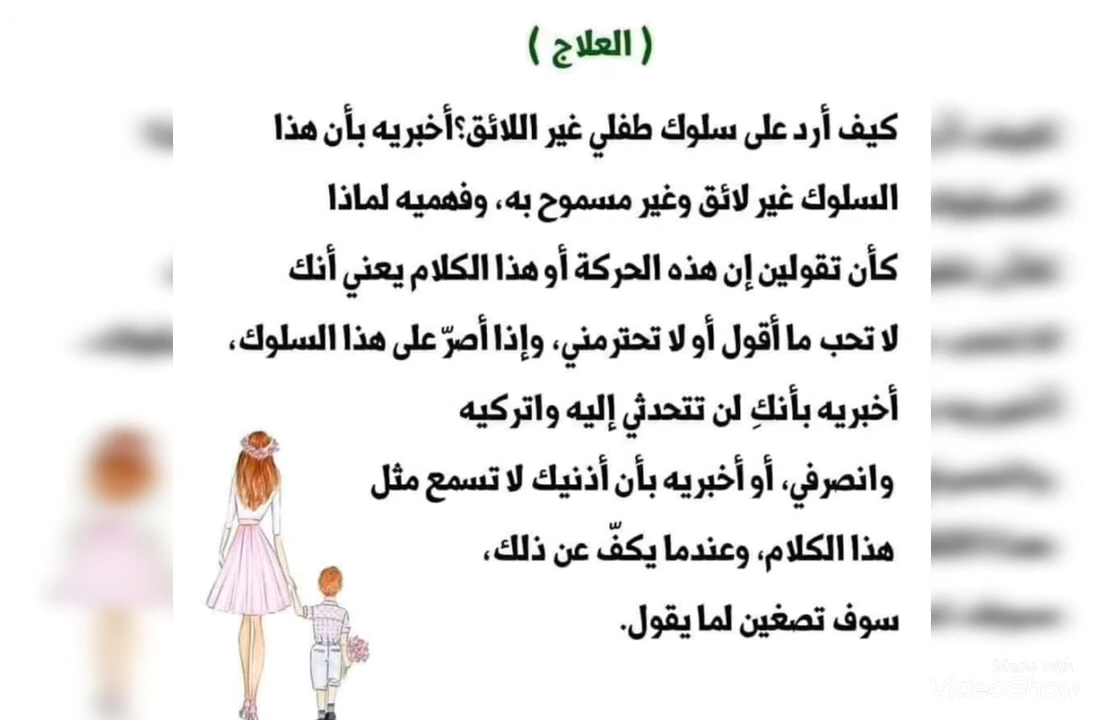 ( العلاج )
كيف أرد على سلوك طفلي غير اللائق؟أخبريه بأن هذا
السلوك غير لائق وغير مسموح به، وفهميه لماذا
كأن تقولين إن هذه الحركة أو هذا الكلام يعني أنك
لا تحب ما أقول أو لا تحترمني، وإذا أصرّ على هذا السلوك،
أخبريه بأنكِ لن تتحدثي إليه واتركيه
وانصرفي، أو أخبريه بأن أذنيك لا تسمع مثل
هذا الكلام، وعندما يكفّ عن ذلك،
سوف تصغين لما يقول.
Made with
VideoShow